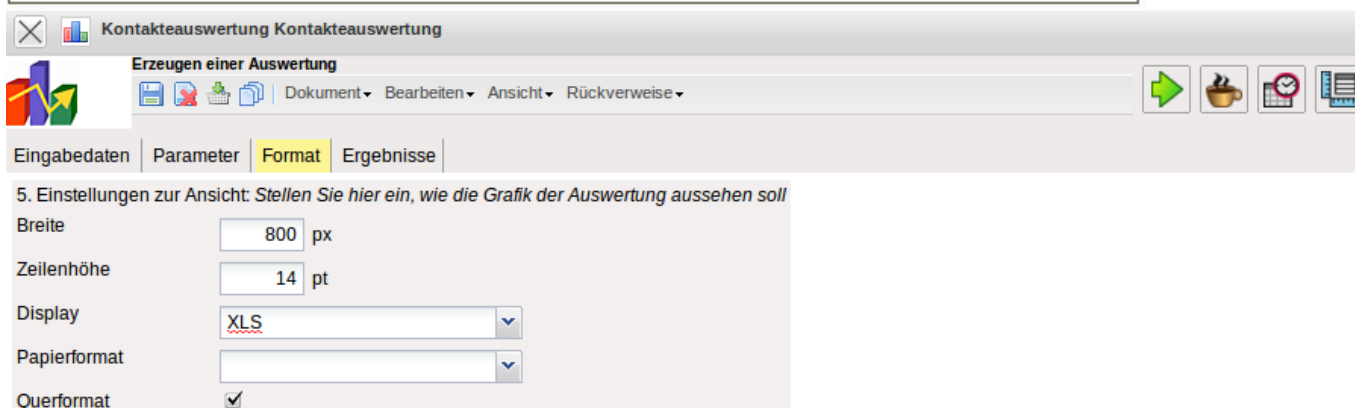 Kontakteauswertung Kontakteauswertung
Erzeugen einer Auswertung
Dokument Bearbeiten Ansicht Rückverweise
Eingabedaten Parameter Format Ergebnisse
5. Einstellungen zur Ansicht: Stellen Sie hier ein, wie die Grafik der Auswertung aussehen soll
Breite 800 px
Zeilenhöhe 14 pt
Display XLS
Papierformat
Querformat